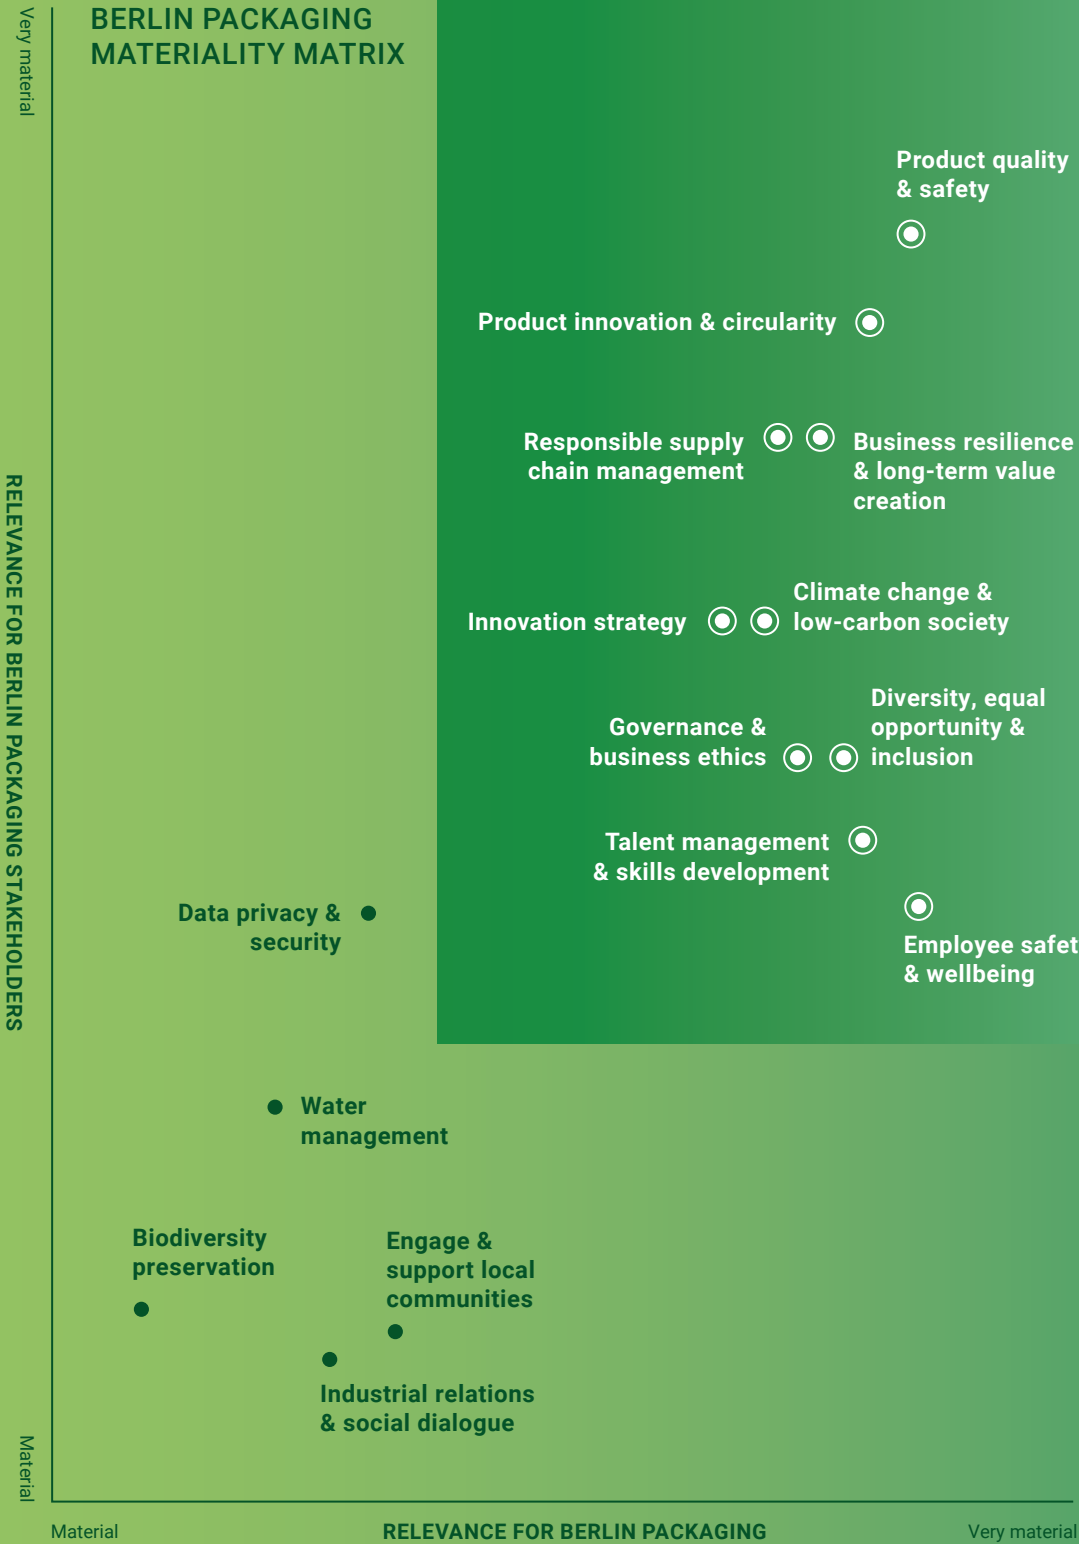 Very material
BERLIN PACKAGING
MATERIALITY MATRIX
Product quality
& safety
Product innovation & circularity
Responsible supply
chain management
Business resilience
& long-term value
creation
Climate change &
low-carbon society
Innovation strategy
Diversity, equal
opportunity &
inclusion
Governance &
business ethics
Talent management
& skills development
Employee safet
& wellbeing
Data privacy &
security
RELEVANCE FOR BERLIN PACKAGING STAKEHOLDERS
Water
management
Biodiversity
preservation
Engage &
support local
communities
Industrial relations
& social dialogue
Material
Material
RELEVANCE FOR BERLIN PACKAGING
Very material